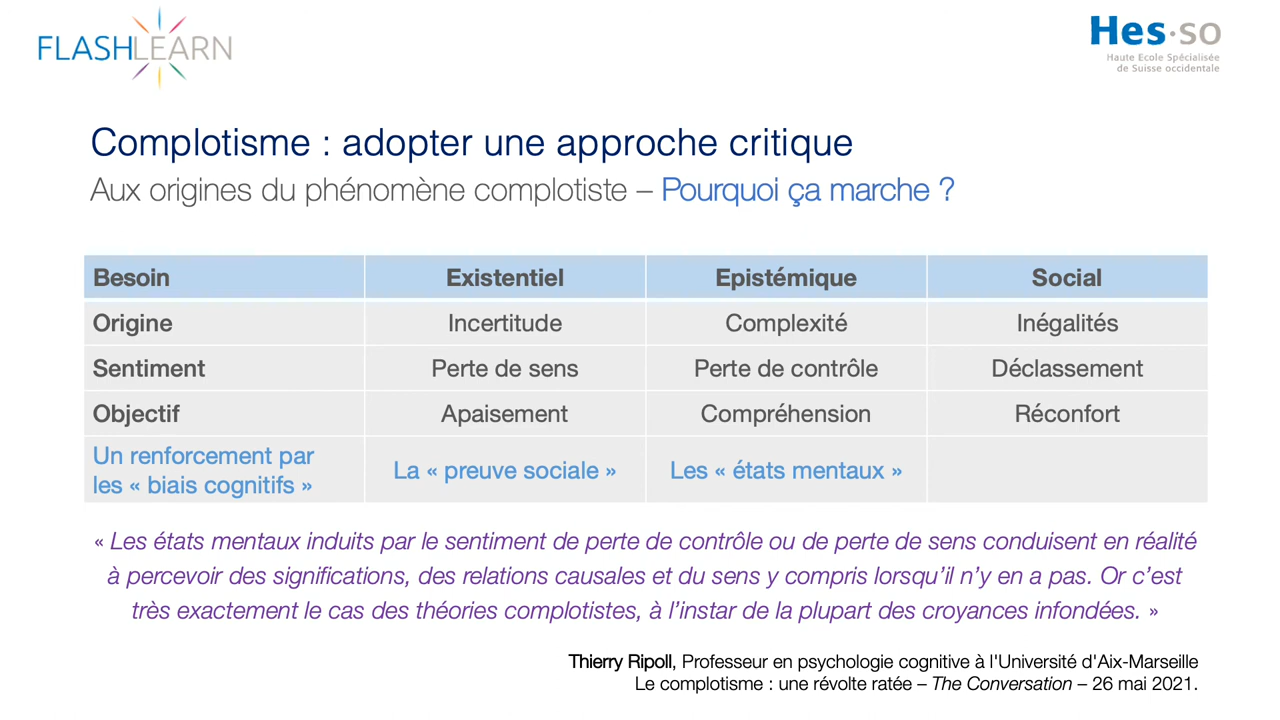 FLASHLEARN
Hes·so
Haute Ecole Spécialisée
de Suisse occidentale
Complotisme : adopter une approche critique
Aux origines du phénomène complotiste – Pourquoi ça marche ?
Besoin Existentiel Epistémique Social
Origine Incertitude Complexité Inégalités
Sentiment Perte de sens Perte de contrôle Déclassement
Objectif Apaisement Compréhension Réconfort
Un renforcement par
les « biais cognitifs » La « preuve sociale » Les « états mentaux »
« Les états mentaux induits par le sentiment de perte de contrôle ou de perte de sens conduisent en réalité
à percevoir des significations, des relations causales et du sens y compris lorsqu’il n’y en a pas. Or c’est
très exactement le cas des théories complotistes, à l’instar de la plupart des croyances infondées. »
Thierry Ripoll, Professeur en psychologie cognitive à l'Université d'Aix-Marseille
Le complotisme : une révolte ratée – The Conversation – 26 mai 2021.